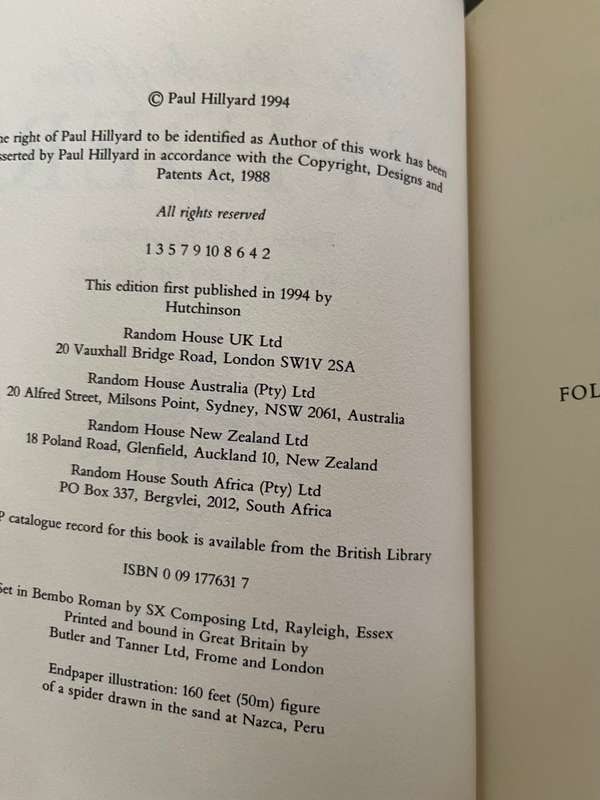 © Paul Hillyard 1994
right of Paul Hillyard to be identified as Author of this work has been
by Paul Hillyard in accordance with the Copyright, Designs and
Patents Act, 1988
All rights reserved
1 3 5 7 9 10 8 6 4 2
This edition first published in 1994 by
Hutchinson
Random House UK Ltd
20 Vauxhall Bridge Road, London SW1V 2SA
Random House Australia (Pty) Ltd
20 Alfred Street, Milsons Point, Sydney, NSW 2061, Australia
Random House New Zealand Ltd
18 Poland Road, Glenfield, Auckland 10, New Zealand
Random House South Africa (Pty) Ltd
PO Box 337, Bergvlei, 2012, South Africa
catalogue record for this book is available from the British Library
ISBN 0 09 177631 7
Set in Bembo Roman by SX Composing Ltd, Rayleigh, Essex
Printed and bound in Great Britain by
Butler and Tanner Ltd, Frome and London
Endpaper illustration: 160 feet (50m) figure
of a spider drawn in the sand at Nazca, Peru
FOL